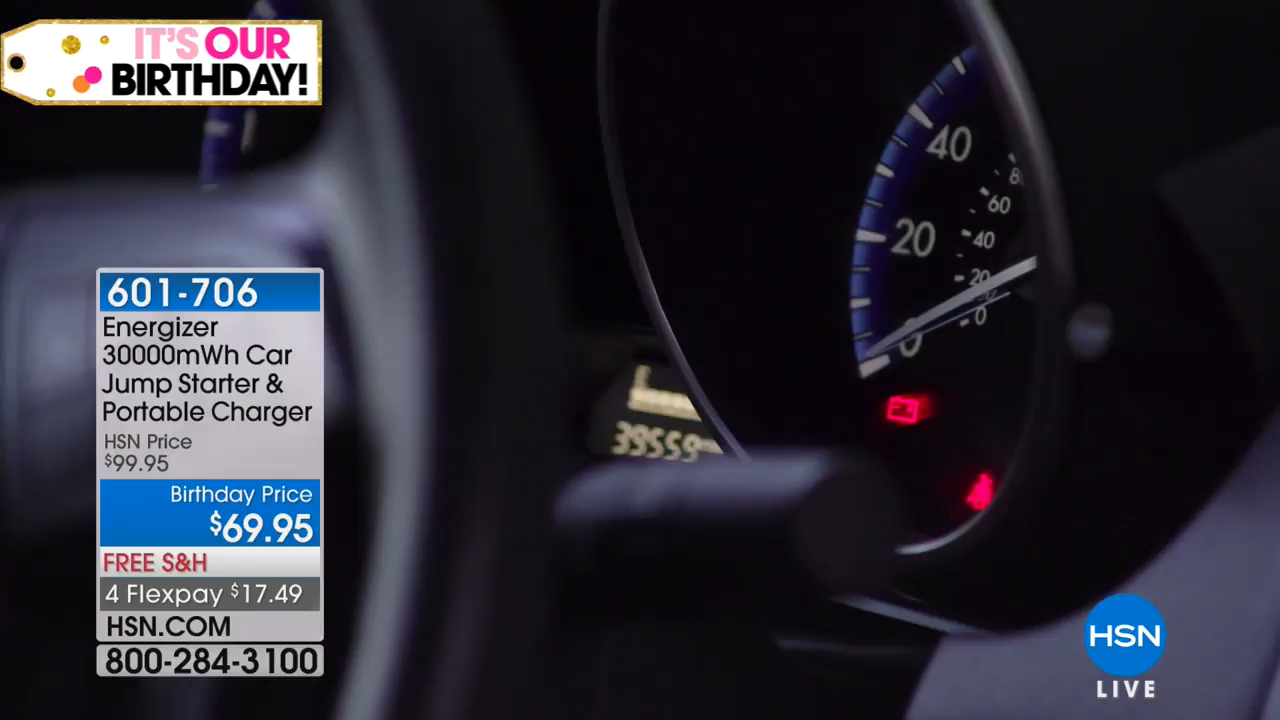 IT'S OUR
BIRTHDAY!
601-706
Energizer
30000mWh Car
Jump Starter &
Portable Charger
HSN Price
$99.95
Birthday Price
$69.95
FREE S&H
4 Flexpay $17.49
HSN.COM
800-284-3100
40
20
0
80
60
40
20
0
39559
HSN
LIVE